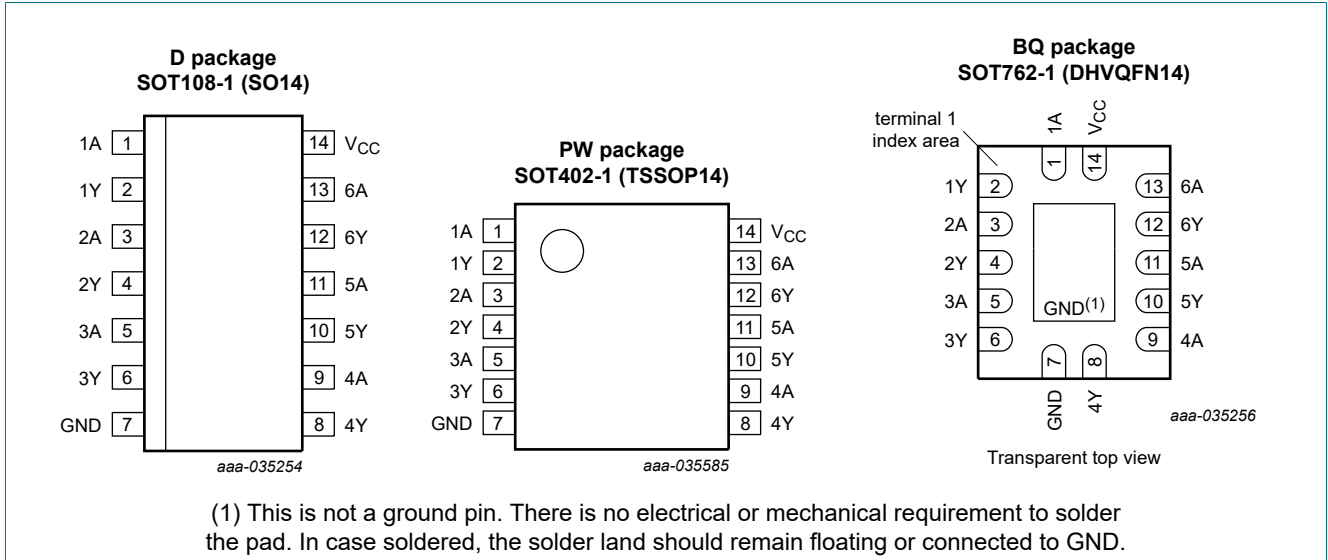 D package
SOT108-1 (SO14)
1A 1 14 VCC
1Y 2 13 6A
2A 3 12 6Y
2Y 4 11 5A
3A 5 10 5Y
3Y 6 9 4A
GND 7 8 4Y
aaa-035254
PW package
SOT402-1 (TSSOP14)
1A 1 14 VCC
1Y 2 13 6A
2A 3 12 6Y
2Y 4 11 5A
3A 5 10 5Y
3Y 6 9 4A
GND 7 8 4Y
aaa-035585
BQ package
SOT762-1 (DHVQFN14)
terminal 1
index area
1A VCC
1 14
1Y 2 13 6A
2A 3 12 6Y
2Y 4 11 5A
3A 5 10 5Y
GND(1)
3Y 6 9 4A
7 8
GND 4Y
aaa-035256
Transparent top view
(1) This is not a ground pin. There is no electrical or mechanical requirement to solder
the pad. In case soldered, the solder land should remain floating or connected to GND.